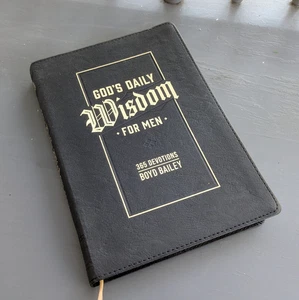 GOD'S DAILY
Wisdom
• FOR MEN •
365 DEVOTIONS
BOYD BAILEY